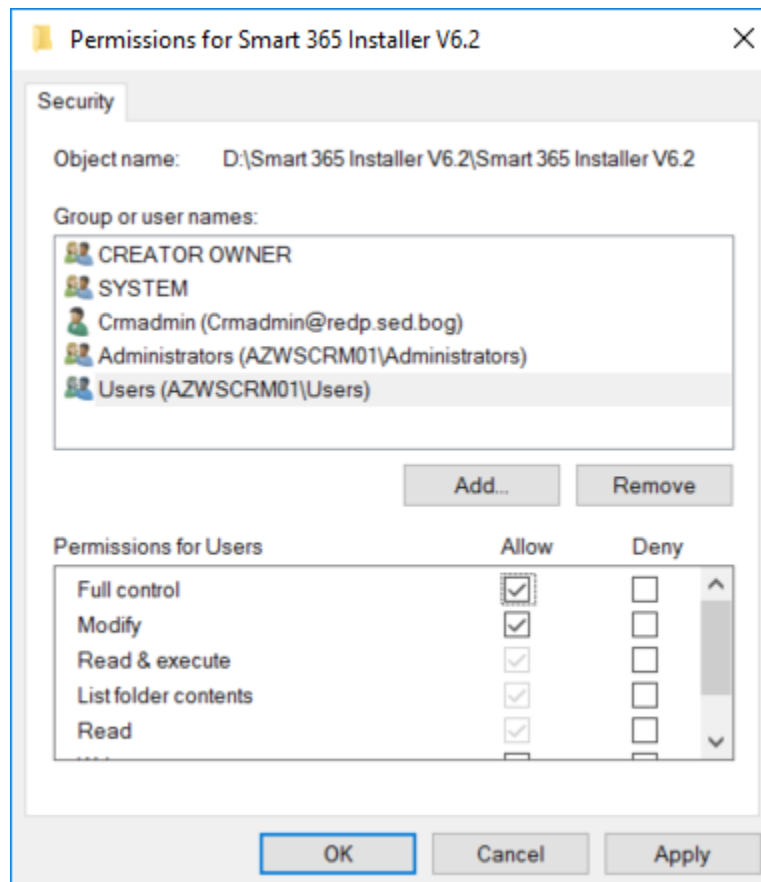 Permissions for Smart 365 Installer V6.2
Security
Object name: D:\Smart 365 Installer V6.2\Smart 365 Installer V6.2
Group or user names:
CREATOR OWNER
SYSTEM
Crmadmin (Crmadmin@redp.sed.bog)
Administrators (AZWSCRM01\Administrators)
Users (AZWSCRM01\Users)
Add... Remove
Permissions for Users Allow Deny
Full control
Modify
Read & execute
List folder contents
Read
OK Cancel Apply